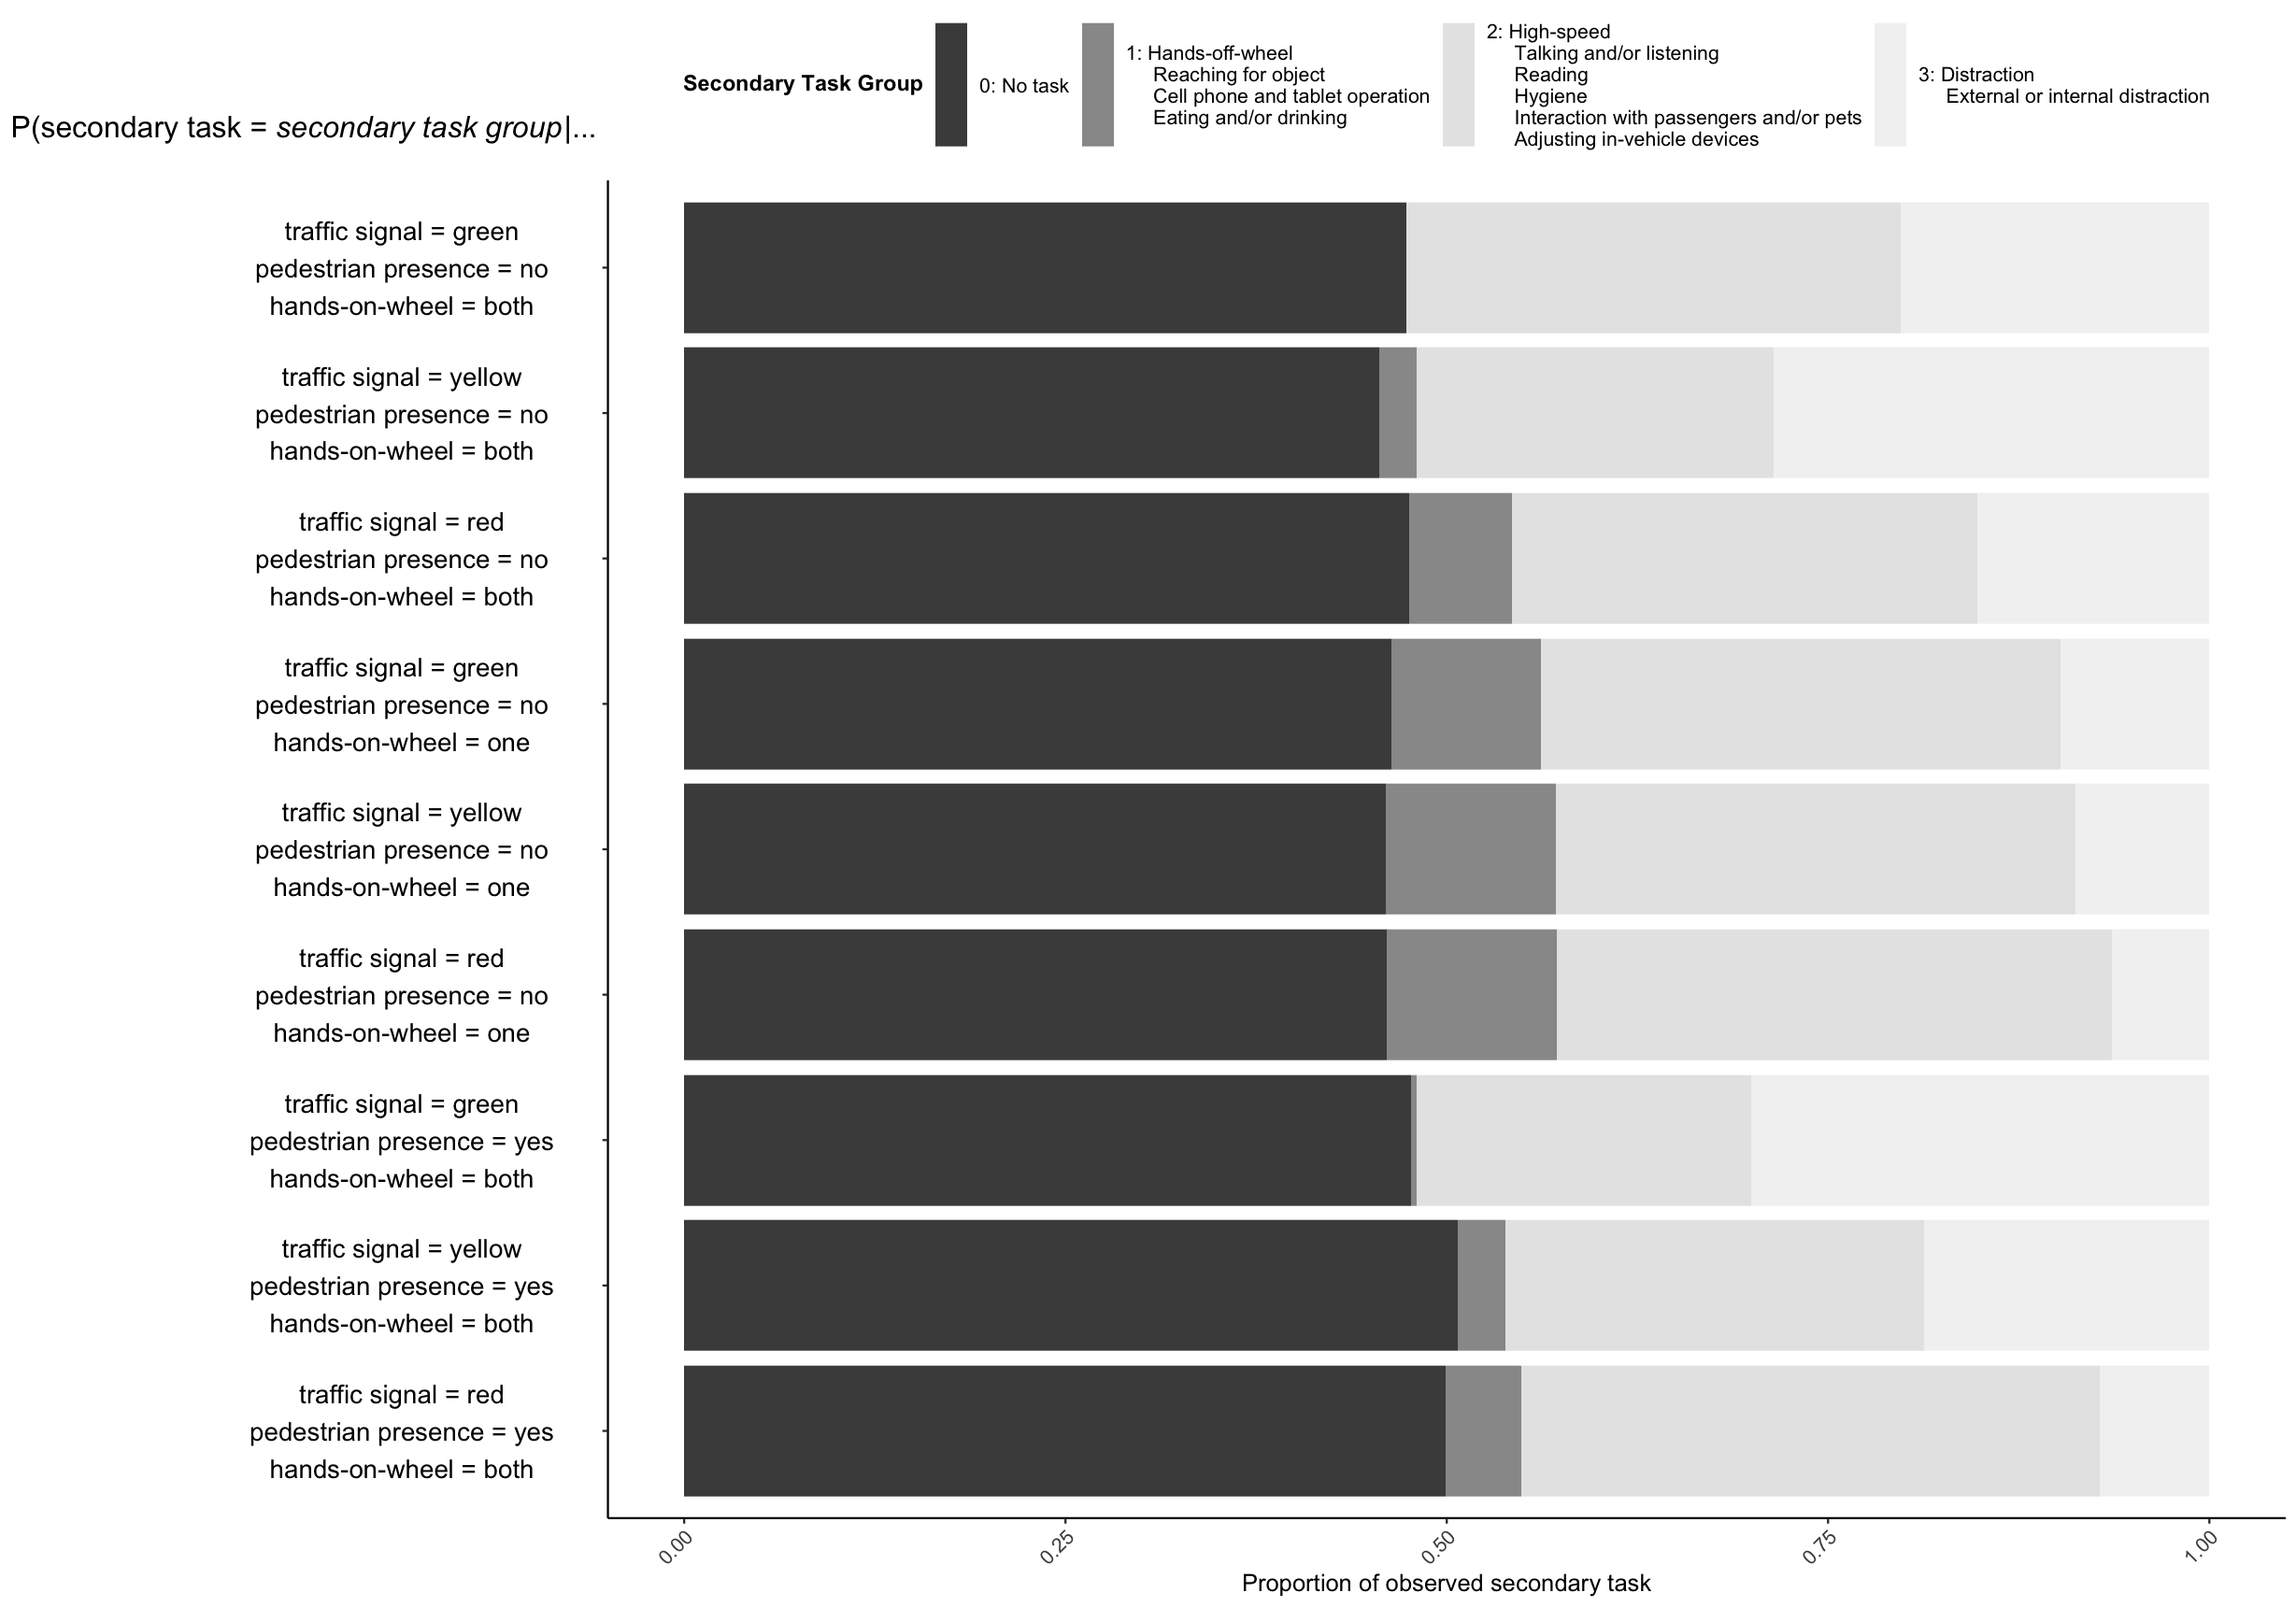 Secondary Task Group
0: No task
1: Hands-off-wheel
Reaching for object
Cell phone and tablet operation
Eating and/or drinking
2: High-speed
Talking and/or listening
Reading
Hygiene
Interaction with passengers and/or pets
Adjusting in-vehicle devices
3: Distraction
External or internal distraction
P(secondary task = secondary task group|...
traffic signal = green
pedestrian presence = no
hands-on-wheel = both
traffic signal = yellow
pedestrian presence = no
hands-on-wheel = both
traffic signal = red
pedestrian presence = no
hands-on-wheel = both
traffic signal = green
pedestrian presence = no
hands-on-wheel = one
traffic signal = yellow
pedestrian presence = no
hands-on-wheel = one
traffic signal = red
pedestrian presence = no
hands-on-wheel = one
traffic signal = green
pedestrian presence = yes
hands-on-wheel = both
traffic signal = yellow
pedestrian presence = yes
hands-on-wheel = both
traffic signal = red
pedestrian presence = yes
hands-on-wheel = both
0.00
0.25
0.50
0.75
1.00
Proportion of observed secondary task